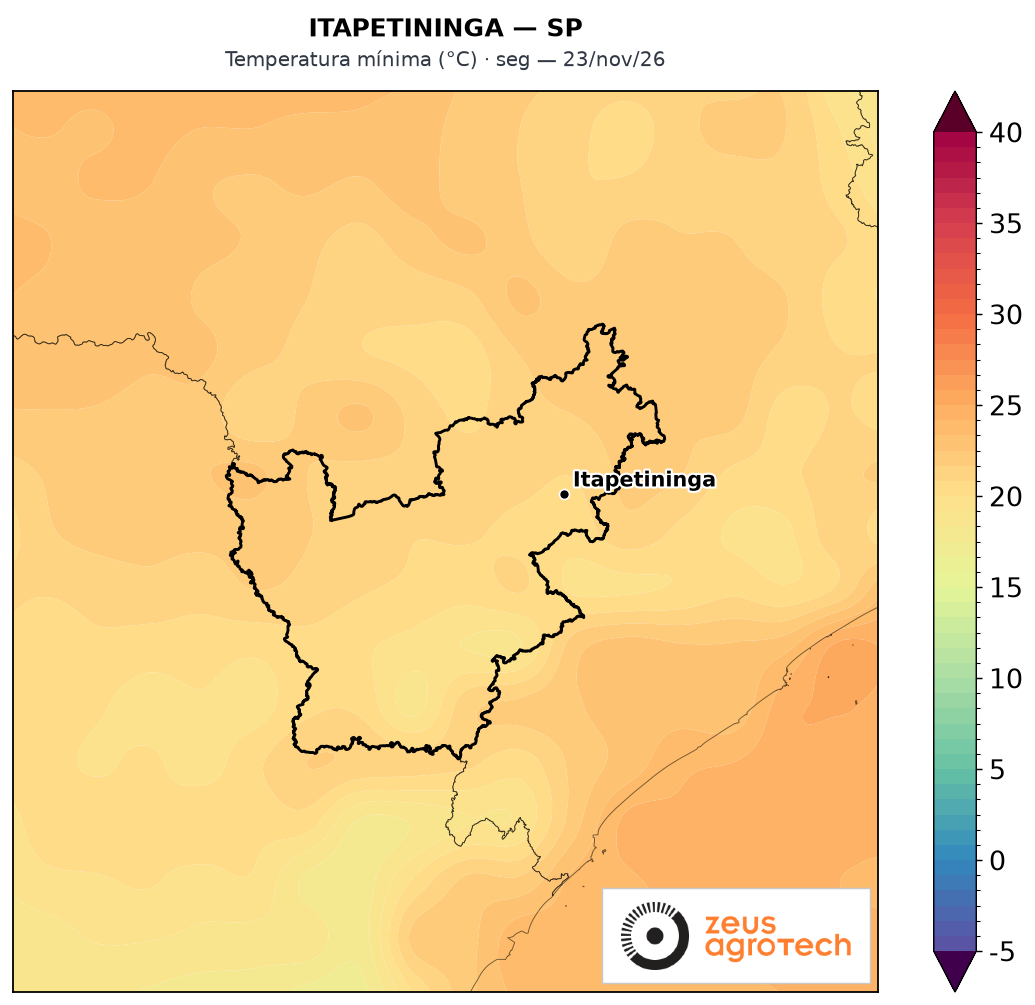 ITAPETININGA — SP
Temperatura mínima (°C) · seg — 23/nov/26
40
35
30
25
20
15
10
5
0
-5
Itapetininga
zeus
agrotech